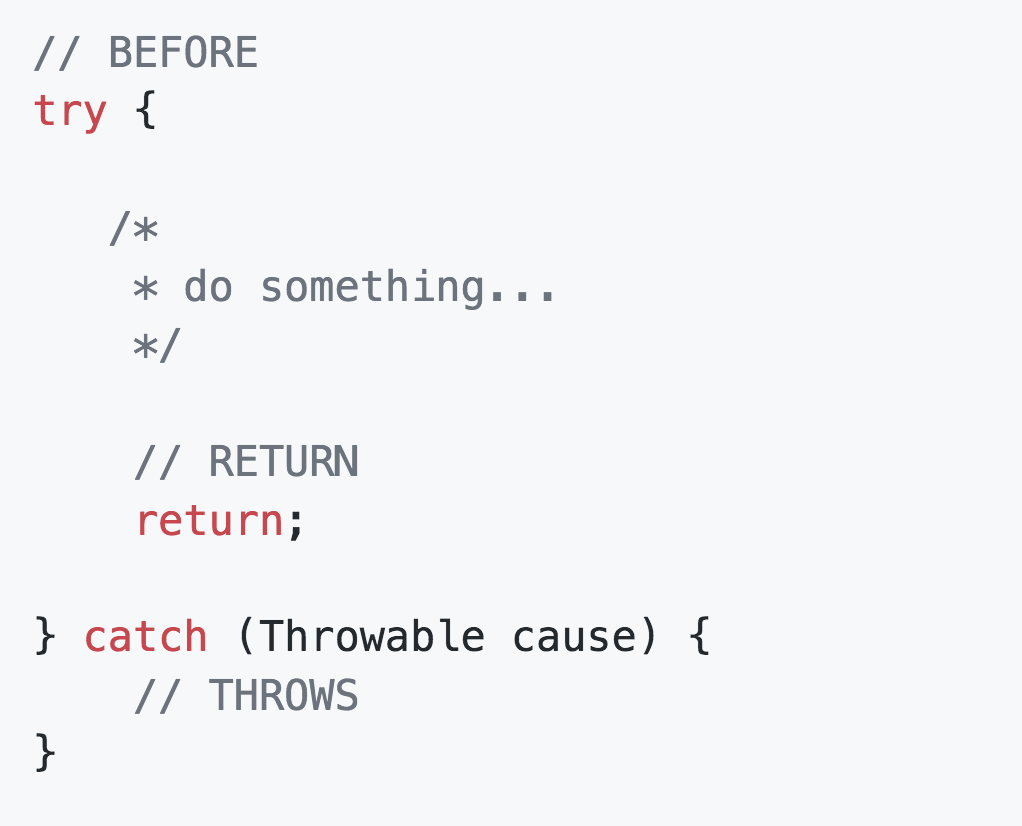 // BEFORE
try {
/*
* do something...
*/
// RETURN
return;
} catch (Throwable cause) {
// THROWS
}